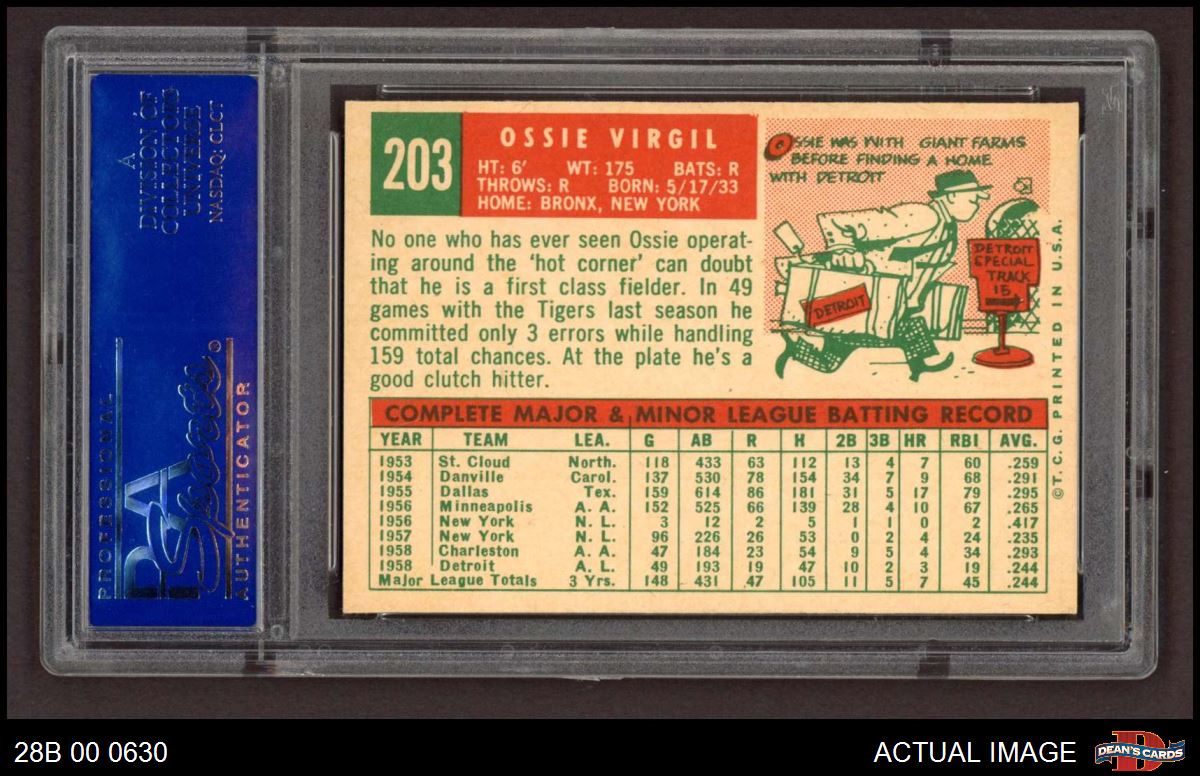 A
DIVISION OF
COLLECTORS
UNIVERSE
NASDAQ: CLCT
PROFESSIONAL
PSA
Sports
AUTHENTICATOR
203
OSSIE VIRGIL
HT: 6' WT: 175 BATS: R
THROWS: R BORN: 5/17/33
HOME: BRONX, NEW YORK
No one who has ever seen Ossie operat-
ing around the 'hot corner' can doubt
that he is a first class fielder. In 49
games with the Tigers last season he
committed only 3 errors while handling
159 total chances. At the plate he's a
good clutch hitter.
OSSIE WAS WITH GIANT FARMS
BEFORE FINDING A HOME
WITH DETROIT
DETROIT
SPECIAL
TRACK
15
DETROIT
COMPLETE MAJOR & MINOR LEAGUE BATTING RECORD
YEAR TEAM LEA. G AB R H 2B 3B HR RBI AVG.
1953 St. Cloud North. 118 433 63 112 13 4 7 60 .259
1954 Danville Carol. 137 530 78 154 34 7 9 68 .291
1955 Dallas Tex. 159 614 86 181 31 5 17 79 .295
1956 Minneapolis A. A. 152 525 66 139 28 4 10 67 .265
1956 New York N. L. 3 12 2 5 1 1 0 2 .417
1957 New York N. L. 96 226 26 53 0 2 4 24 .235
1958 Charleston A. A. 47 184 23 54 9 5 4 34 .293
1958 Detroit A. L. 49 193 19 47 10 2 3 19 .244
Major League Totals 3 Yrs. 148 431 47 105 11 5 7 45 .244
©T.C.G. PRINTED IN U.S.A.
28B 00 0630
ACTUAL IMAGE
DEAN'S CARDS